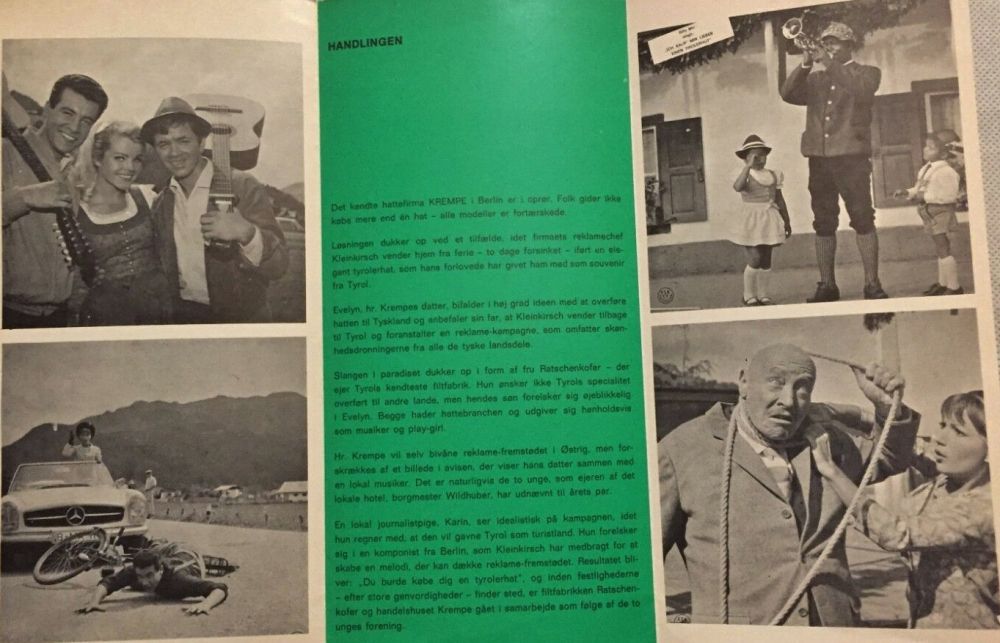 HANDLINGEN
Det kendte hattefirma KREMPE i Berlin er i oprør. Folk gider ikke
købe mere end én hat – alle modeller er fortærskede.
Løsningen dukker op ved et tilfælde, idet firmaets reklamechef
Kleinkirsch vender hjem fra ferie – to dage forsinket – iført en ele-
gant tyrolerhat, som hans forlovede har givet ham med som souvenir
fra Tyrol.
Evelyn, hr. Krempes datter, bifalder i høj grad ideen med at overføre
hatten til Tyskland og anbefaler sin far, at Kleinkirsch vender tilbage
til Tyrol og foranstalter en reklame-kampagne, som omfatter skøn-
hedsdronningerne fra alle de tyske landsdele.
Slangen i paradiset dukker op i form af fru Ratschenkofer – der
ejer Tyrols kendteste filtfabrik. Hun ønsker ikke Tyrols specialitet
overført til andre lande, men hendes søn forelsker sig øjeblikkelig
i Evelyn. Begge hader hattebranchen og udgiver sig henholdsvis
som musiker og play-girl.
Hr. Krempe vil selv bivåne reklame-fremstødet i Østrig, men for-
skrækkes af et billede i avisen, der viser hans datter sammen med
en lokal musiker. Det er naturligvis de to unge, som ejeren af det
lokale hotel, borgmester Wildhuber, har udnævnt til årets par.
En lokal journalistpige, Karin, ser idealistisk på kampagnen, idet
hun regner med, at den vil gavne Tyrol som turistland. Hun forelsker
sig i en komponist fra Berlin, som Kleinkirsch har medbragt for at
skabe en melodi, der kan dække reklame-fremstødet. Resultatet bli-
ver: „Du burde købe dig en tyrolerhat", og inden festlighederne
– efter store genvordigheder – finder sted, er filtfabrikken Ratschen-
kofer og handelshuset Krempe gået i samarbejde som følge af de to
unges forening.
Billy Mo
singt
„ICH KAUF' MIR LIEBER
EINEN TIROLERHUT"